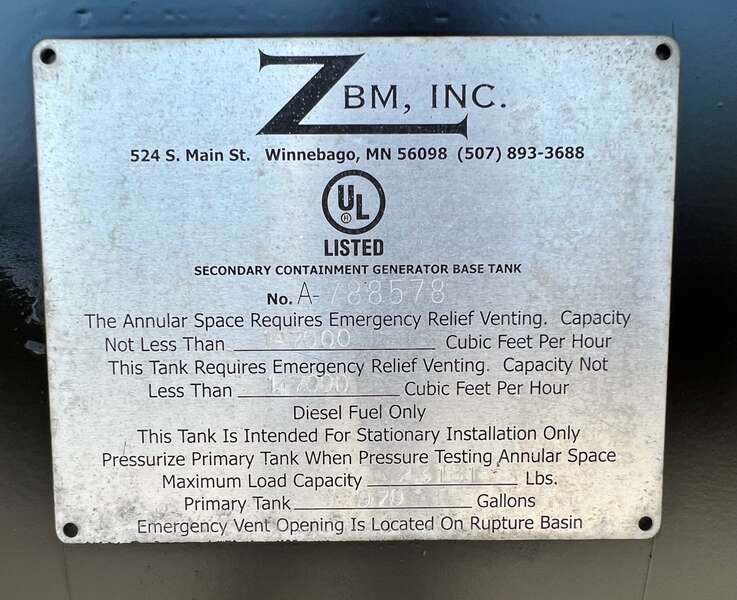 ZBM, INC.
524 S. Main St. Winnebago, MN 56098 (507) 893-3688
UL
H
LISTED
SECONDARY CONTAINMENT GENERATOR BASE TANK
No. A-788578
The Annular Space Requires Emergency Relief Venting. Capacity
Not Less Than Cubic Feet Per Hour
This Tank Requires Emergency Relief Venting. Capacity Not
Less Than Cubic Feet Per Hour
Diesel Fuel Only
This Tank Is Intended For Stationary Installation Only
Pressurize Primary Tank When Pressure Testing Annular Space
Maximum Load Capacity Lbs.
Primary Tank Gallons
Emergency Vent Opening Is Located On Rupture Basin